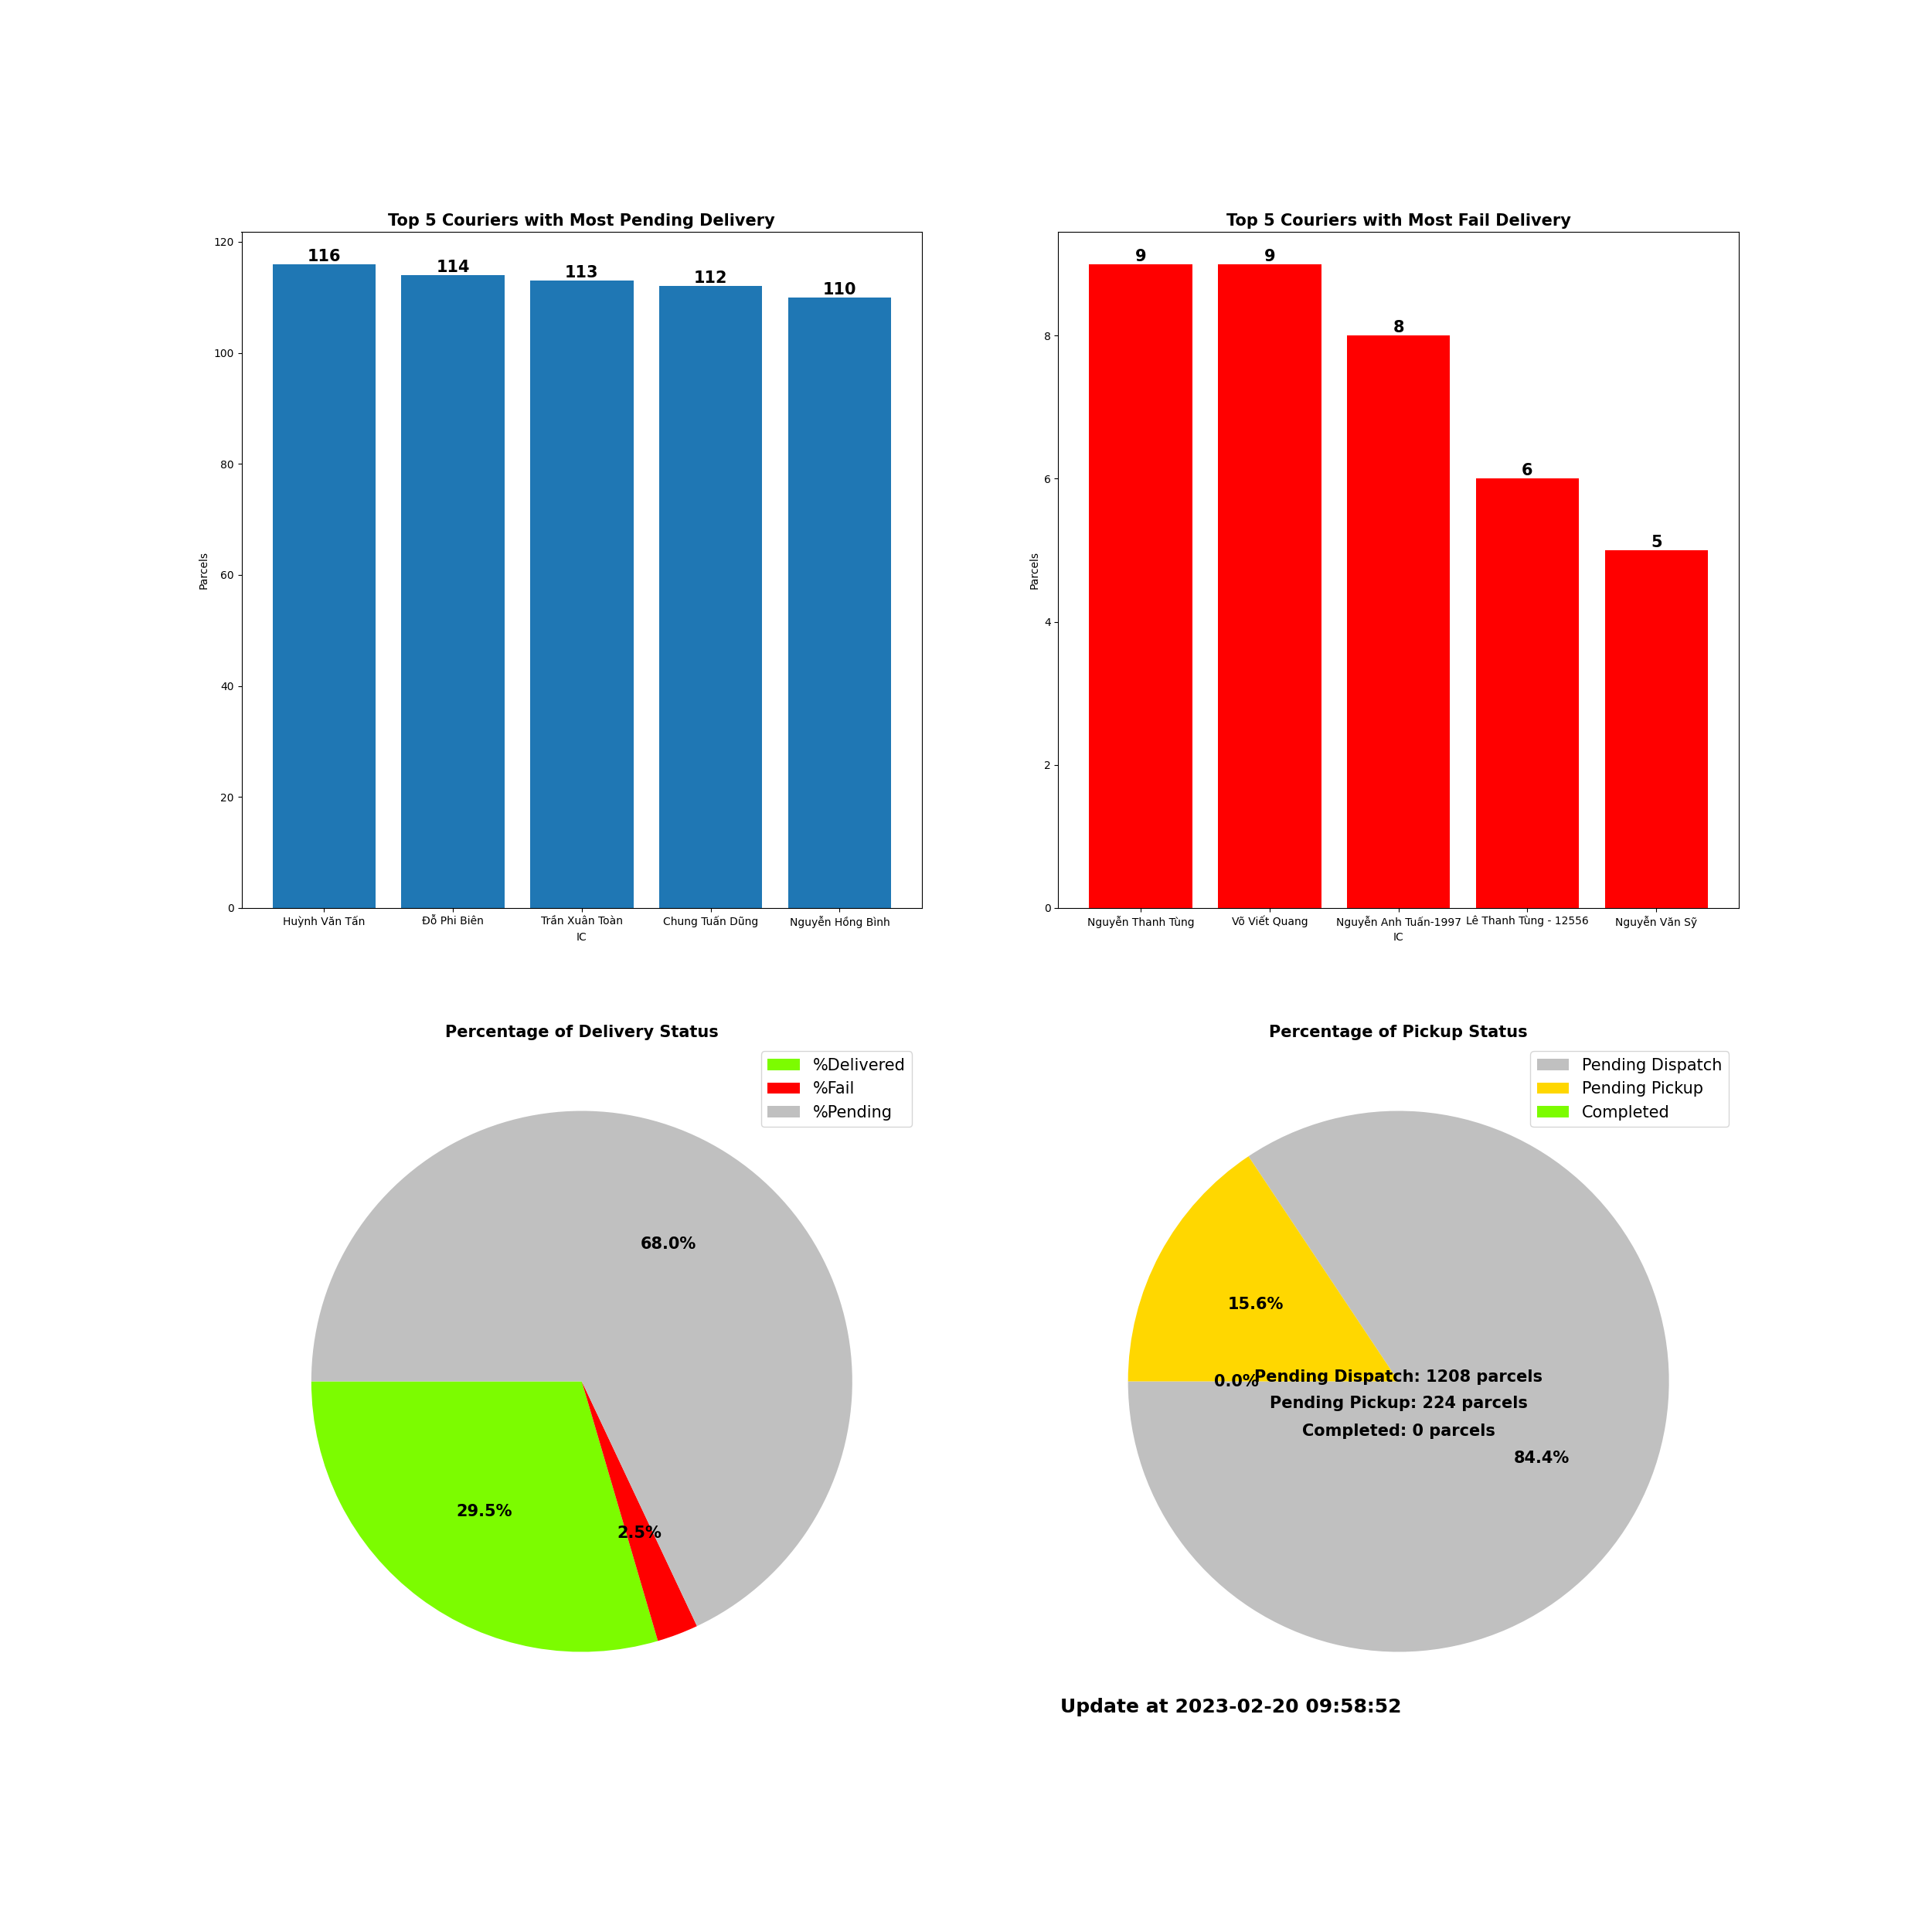 Top 5 Couriers with Most Pending Delivery
120
100
80
60
40
20
0
Parcels
116
114
113
112
110
Huỳnh Văn Tấn
Đỗ Phi Biên
Trần Xuân Toàn
Chung Tuấn Dũng
Nguyễn Hồng Bình
IC
Top 5 Couriers with Most Fail Delivery
8
6
4
2
0
Parcels
9
9
8
6
5
Nguyễn Thanh Tùng
Võ Viết Quang
Nguyễn Anh Tuấn-1997
Lê Thanh Tùng - 12556
Nguyễn Văn Sỹ
IC
Percentage of Delivery Status
%Delivered
%Fail
%Pending
68.0%
29.5%
2.5%
Percentage of Pickup Status
Pending Dispatch
Pending Pickup
Completed
15.6%
0.0%
Pending Dispatch: 1208 parcels
Pending Pickup: 224 parcels
Completed: 0 parcels
84.4%
Update at 2023-02-20 09:58:52